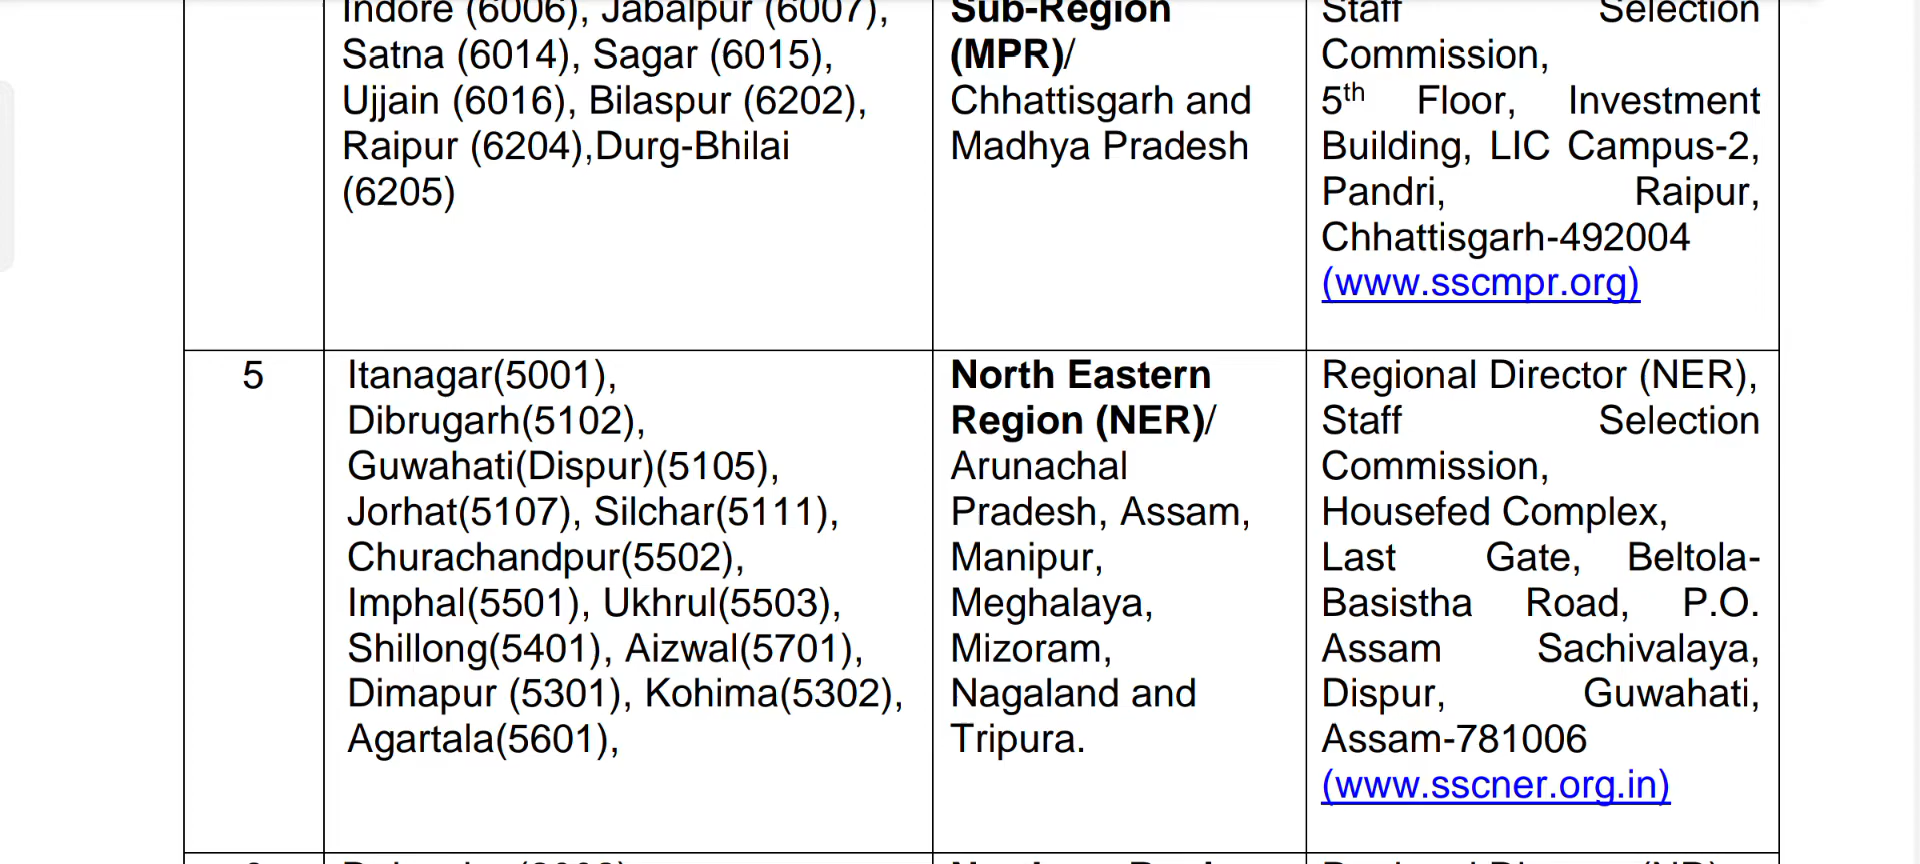 Indore (6006), Jabalpur (6007),
Satna (6014), Sagar (6015),
Ujjain (6016), Bilaspur (6202),
Raipur (6204),Durg-Bhilai
(6205)
Sub-Region
(MPR)/
Chhattisgarh and
Madhya Pradesh
Staff Selection
Commission,
5th Floor, Investment
Building, LIC Campus-2,
Pandri, Raipur,
Chhattisgarh-492004
(www.sscmpr.org)
5
Itanagar(5001),
Dibrugarh(5102),
Guwahati(Dispur)(5105),
Jorhat(5107), Silchar(5111),
Churachandpur(5502),
Imphal(5501), Ukhrul(5503),
Shillong(5401), Aizwal(5701),
Dimapur (5301), Kohima(5302),
Agartala(5601),
North Eastern
Region (NER)/
Arunachal
Pradesh, Assam,
Manipur,
Meghalaya,
Mizoram,
Nagaland and
Tripura.
Regional Director (NER),
Staff Selection
Commission,
Housefed Complex,
Last Gate, Beltola-
Basistha Road, P.O.
Assam Sachivalaya,
Dispur, Guwahati,
Assam-781006
(www.sscner.org.in)